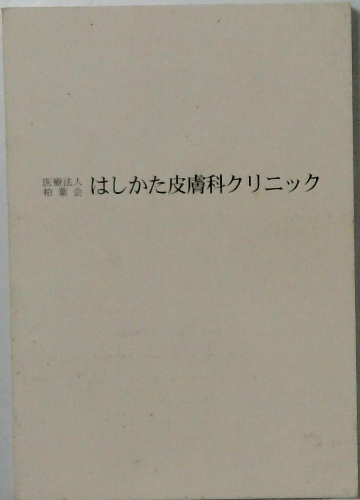 医療法人
柏葉会
はしかた皮膚科クリニック